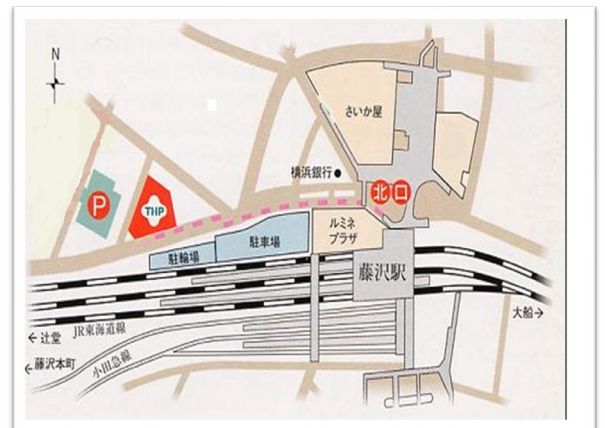 N
さいか屋
横浜銀行
北口
P
THP
ルミネ
プラザ
駐車場
駐輪場
藤沢駅
大船→
←辻堂
JR東海道線
←藤沢本町
小田急線